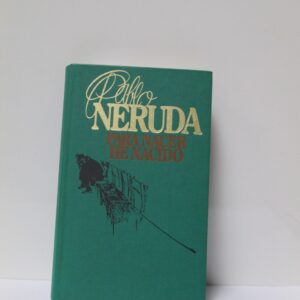 Pablo
NERUDA
PARA NACER
HE NACIDO